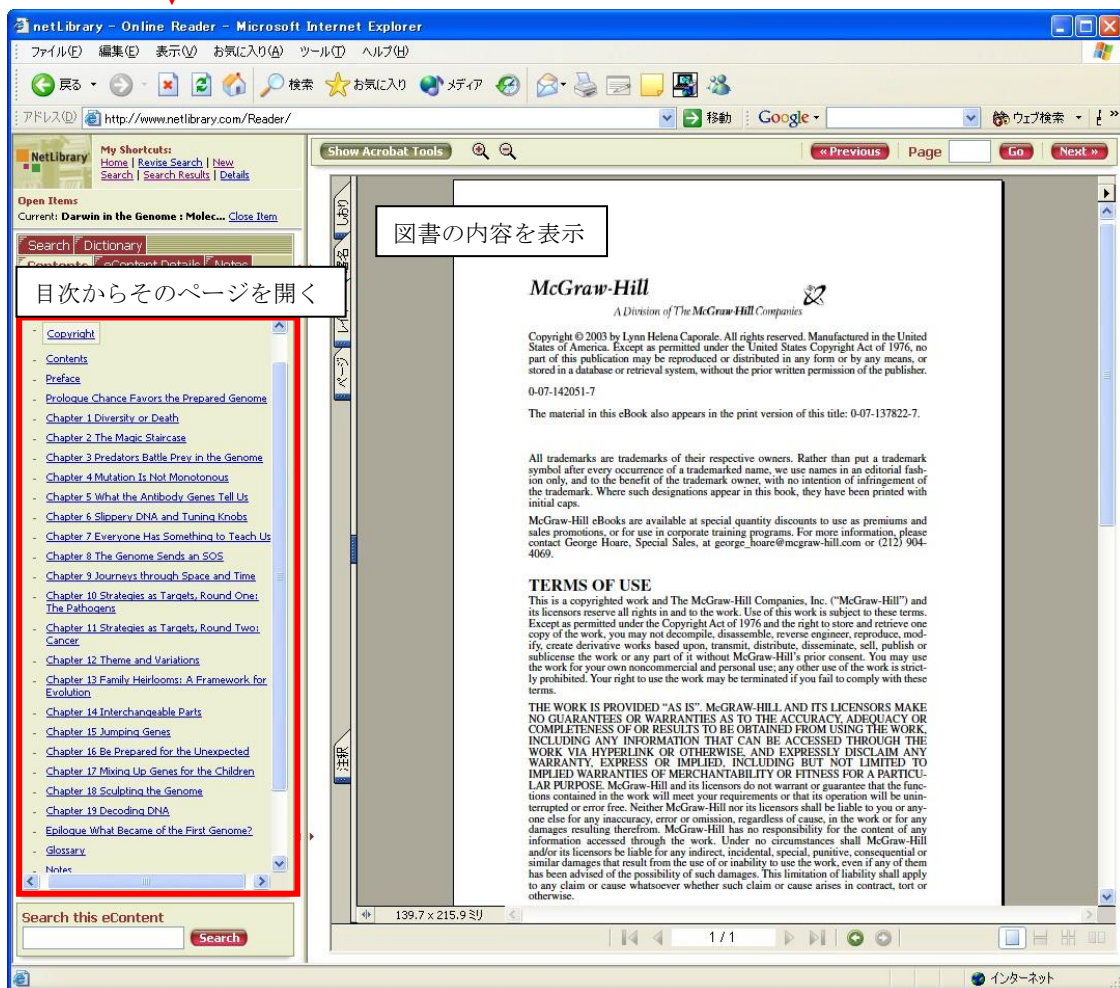 netLibrary - Online Reader - Microsoft Internet Explorer
ファイル(F) 編集(E) 表示(V) お気に入り(A) ツール(T) ヘルプ(H)
戻る 検索 お気に入り メディア
アドレス(D) http://www.netlibrary.com/Reader/ 移動 Google ウェブ検索
NetLibrary
My Shortcuts:
Home | Revise Search | New
Search | Search Results | Details
Open Items
Current: Darwin in the Genome : Molec... Close Item
Search Dictionary
Contents eContent Details Notes
目次からそのページを開く
Copyright
Contents
Preface
Prologue Chance Favors the Prepared Genome
Chapter 1 Diversity or Death
Chapter 2 The Magic Staircase
Chapter 3 Predators Battle Prey in the Genome
Chapter 4 Mutation Is Not Monotonous
Chapter 5 What the Antibody Genes Tell Us
Chapter 6 Slippery DNA and Tuning Knobs
Chapter 7 Everyone Has Something to Teach Us
Chapter 8 The Genome Sends an SOS
Chapter 9 Journeys through Space and Time
Chapter 10 Strategies as Targets, Round One:
The Pathogens
Chapter 11 Strategies as Targets, Round Two:
Cancer
Chapter 12 Theme and Variations
Chapter 13 Family Heirlooms: A Framework for
Evolution
Chapter 14 Interchangeable Parts
Chapter 15 Jumping Genes
Chapter 16 Be Prepared for the Unexpected
Chapter 17 Mixing Up Genes for the Children
Chapter 18 Sculpting the Genome
Chapter 19 Decoding DNA
Epilogue What Became of the First Genome?
Glossary
Notes
Search this eContent
Search
Show Acrobat Tools « Previous Page Go Next »
しおり
ページ
注釈
図書の内容を表示
McGraw-Hill
A Division of The McGraw-Hill Companies
Copyright © 2003 by Lynn Helena Caporale. All rights reserved. Manufactured in the United
States of America. Except as permitted under the United States Copyright Act of 1976, no
part of this publication may be reproduced or distributed in any form or by any means, or
stored in a database or retrieval system, without the prior written permission of the publisher.
0-07-142051-7
The material in this eBook also appears in the print version of this title: 0-07-137822-7.
All trademarks are trademarks of their respective owners. Rather than put a trademark
symbol after every occurrence of a trademarked name, we use names in an editorial fash-
ion only, and to the benefit of the trademark owner, with no intention of infringement of
the trademark. Where such designations appear in this book, they have been printed with
initial caps.
McGraw-Hill eBooks are available at special quantity discounts to use as premiums and
sales promotions, or for use in corporate training programs. For more information, please
contact George Hoare, Special Sales, at george_hoare@mcgraw-hill.com or (212) 904-
4069.
TERMS OF USE
This is a copyrighted work and The McGraw-Hill Companies, Inc. (“McGraw-Hill”) and
its licensors reserve all rights in and to the work. Use of this work is subject to these terms.
Except as permitted under the Copyright Act of 1976 and the right to store and retrieve one
copy of the work, you may not decompile, disassemble, reverse engineer, reproduce, mod-
ify, create derivative works based upon, transmit, distribute, disseminate, sell, publish or
sublicense the work or any part of it without McGraw-Hill’s prior consent. You may use
the work for your own noncommercial and personal use; any other use of the work is strict-
ly prohibited. Your right to use the work may be terminated if you fail to comply with these
terms.
THE WORK IS PROVIDED “AS IS”. McGRAW-HILL AND ITS LICENSORS MAKE
NO GUARANTEES OR WARRANTIES AS TO THE ACCURACY, ADEQUACY OR
COMPLETENESS OF OR RESULTS TO BE OBTAINED FROM USING THE WORK,
INCLUDING ANY INFORMATION THAT CAN BE ACCESSED THROUGH THE
WORK VIA HYPERLINK OR OTHERWISE, AND EXPRESSLY DISCLAIM ANY
WARRANTY, EXPRESS OR IMPLIED, INCLUDING BUT NOT LIMITED TO
IMPLIED WARRANTIES OF MERCHANTABILITY OR FITNESS FOR A PARTICU-
LAR PURPOSE. McGraw-Hill and its licensors do not warrant or guarantee that the func-
tions contained in the work will meet your requirements or that its operation will be unin-
terrupted or error free. Neither McGraw-Hill nor its licensors shall be liable to you or any-
one else for any inaccuracy, error or omission, regardless of cause, in the work or for any
damages resulting therefrom. McGraw-Hill has no responsibility for the content of any
information accessed through the work. Under no circumstances shall McGraw-Hill
and/or its licensors be liable for any indirect, incidental, special, punitive, consequential or
similar damages that result from the use of or inability to use the work, even if any of them
has been advised of the possibility of such damages. This limitation of liability shall apply
to any claim or cause whatsoever whether such claim or cause arises in contract, tort or
otherwise.
139.7 x 215.9 ミリ
1 / 1
インターネット